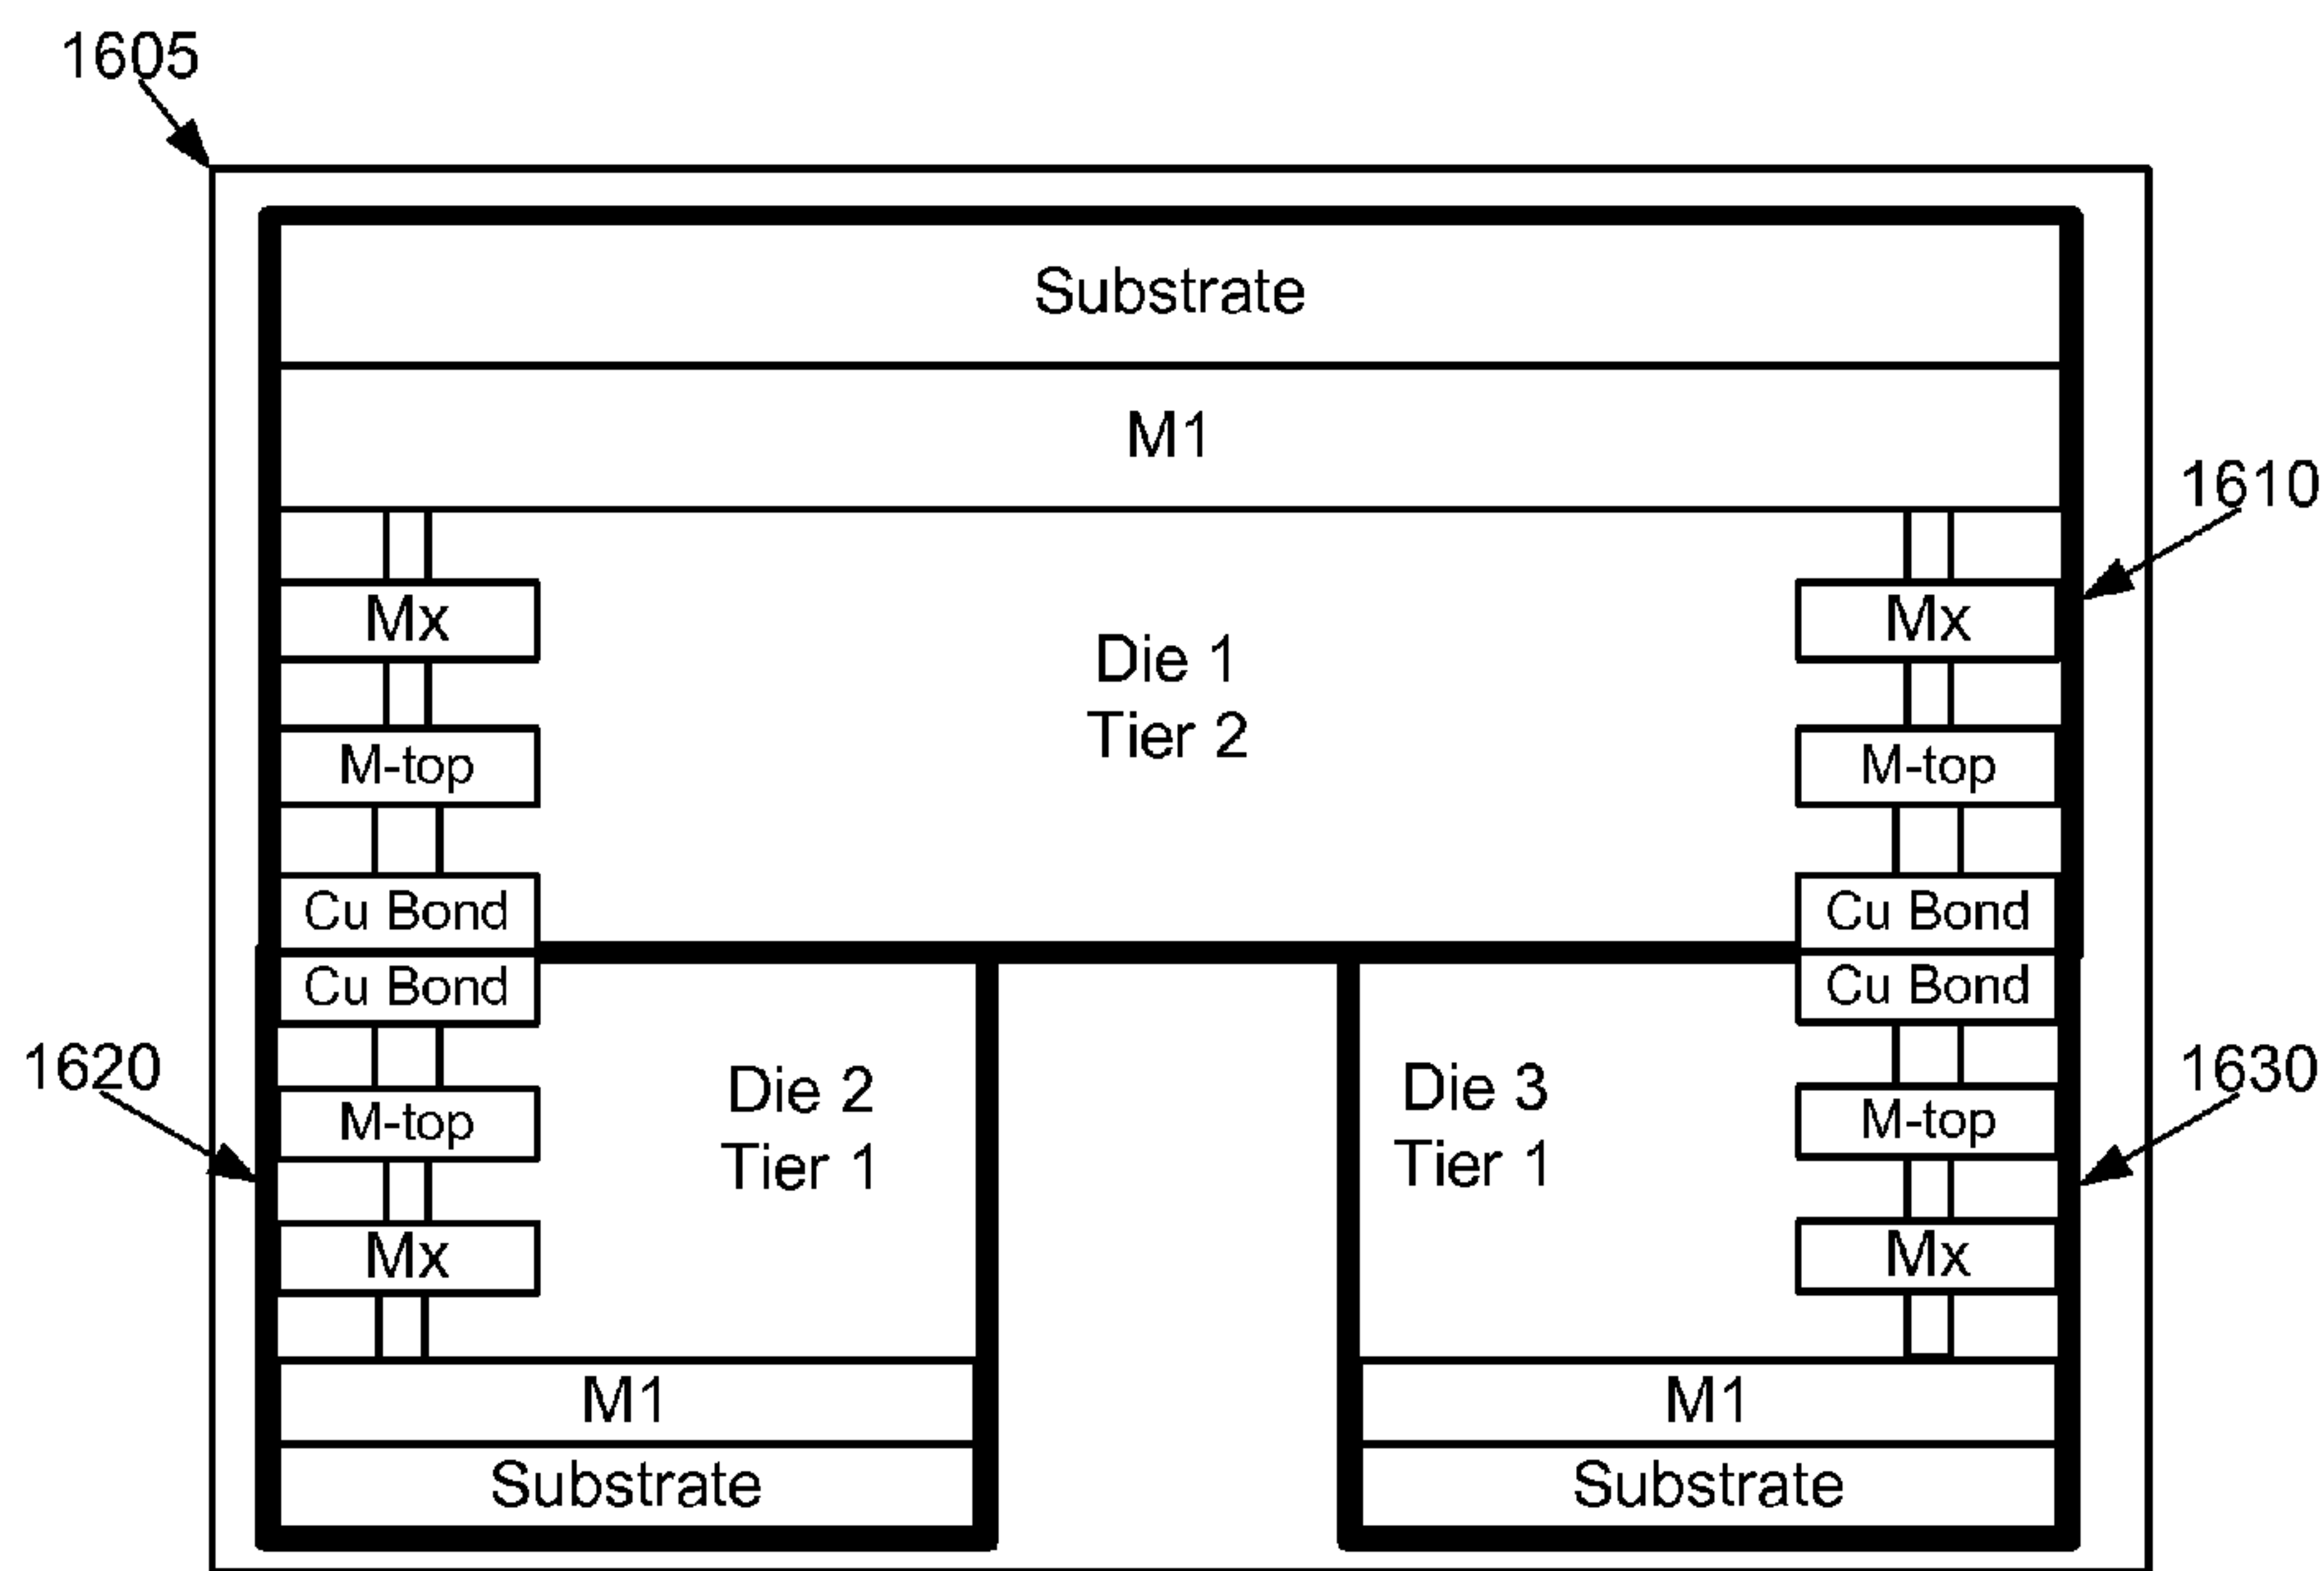 1605
Substrate
M1
1610
Mx
Mx
Die 1
Tier 2
M-top
M-top
Cu Bond
Cu Bond
Cu Bond
Cu Bond
1620
Die 2
Tier 1
Die 3
Tier 1
1630
M-top
M-top
Mx
Mx
M1
M1
Substrate
Substrate